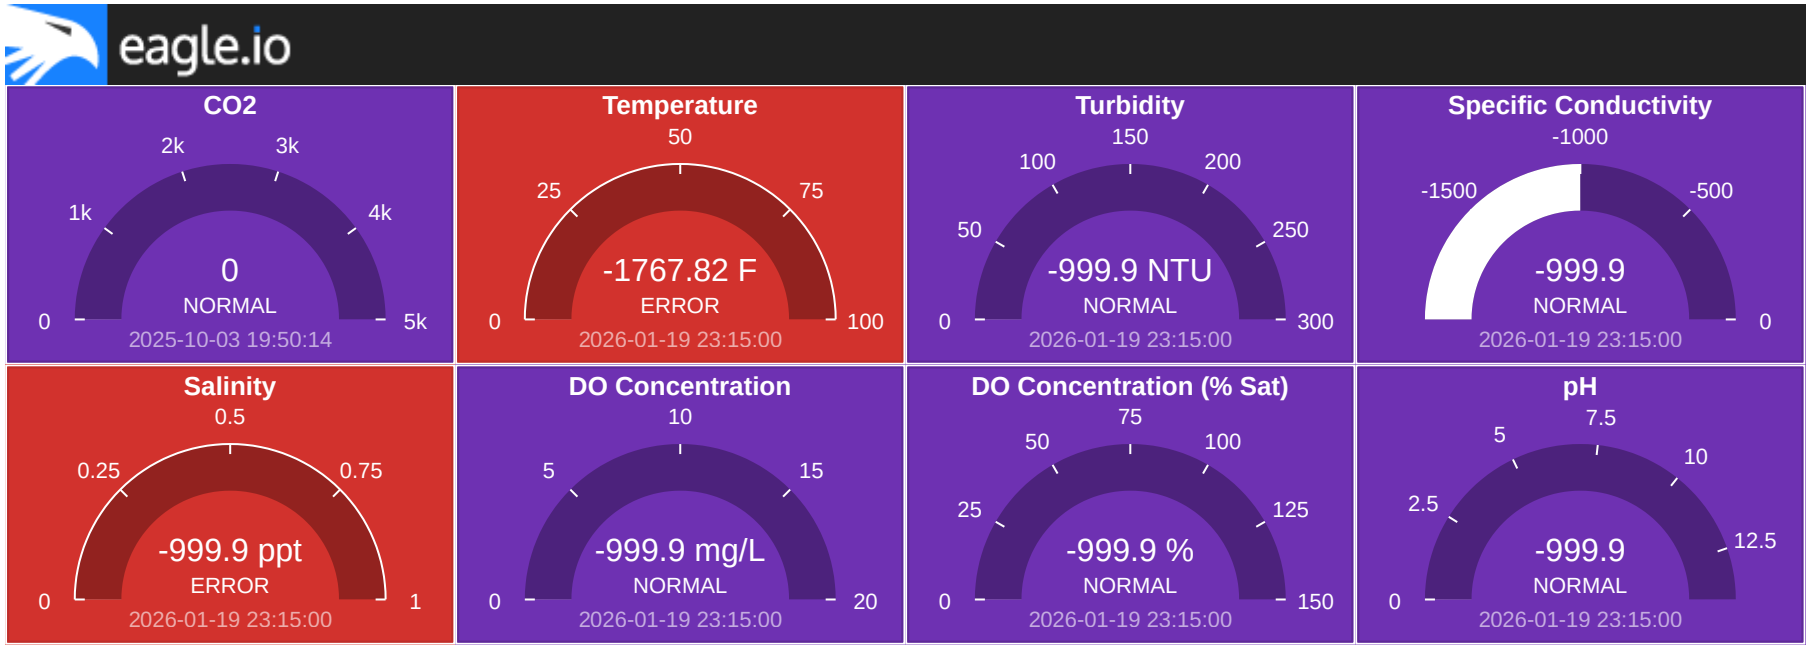 eagle.io
CO2
0
1k
2k
3k
4k
5k
0
NORMAL
2025-10-03 19:50:14
Temperature
0
25
50
75
100
-1767.82 F
ERROR
2026-01-19 23:15:00
Turbidity
0
50
100
150
200
250
300
-999.9 NTU
NORMAL
2026-01-19 23:15:00
Specific Conductivity
-1500
-1000
-500
0
-999.9
NORMAL
2026-01-19 23:15:00
Salinity
0
0.25
0.5
0.75
1
-999.9 ppt
ERROR
2026-01-19 23:15:00
DO Concentration
0
5
10
15
20
-999.9 mg/L
NORMAL
2026-01-19 23:15:00
DO Concentration (% Sat)
0
25
50
75
100
125
150
-999.9 %
NORMAL
2026-01-19 23:15:00
pH
0
2.5
5
7.5
10
12.5
-999.9
NORMAL
2026-01-19 23:15:00